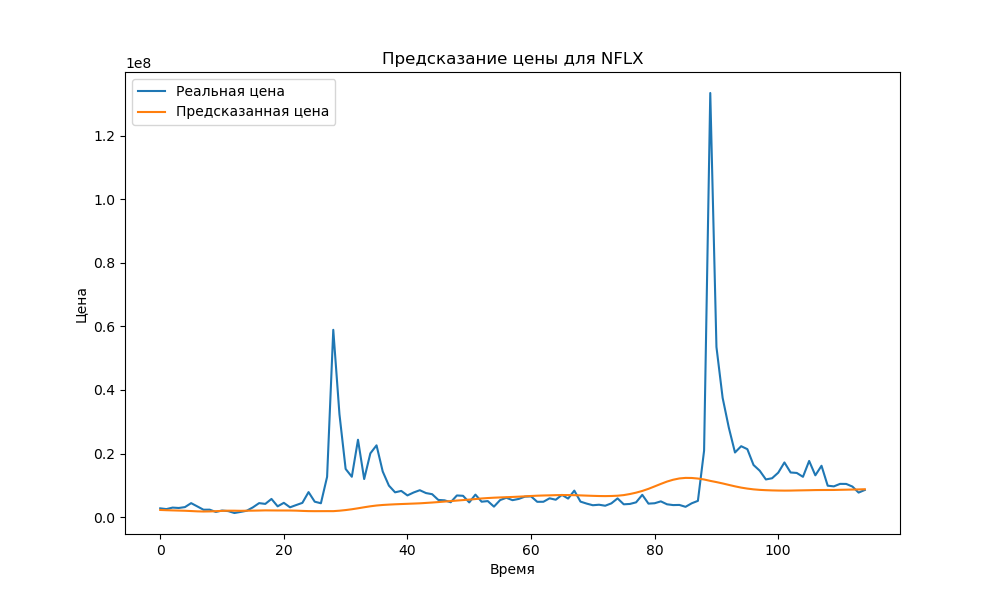 Предсказание цены для NFLX
1e8
Реальная цена
Предсказанная цена
1.2
1.0
0.8
0.6
0.4
0.2
0.0
Цена
0 20 40 60 80 100
Время